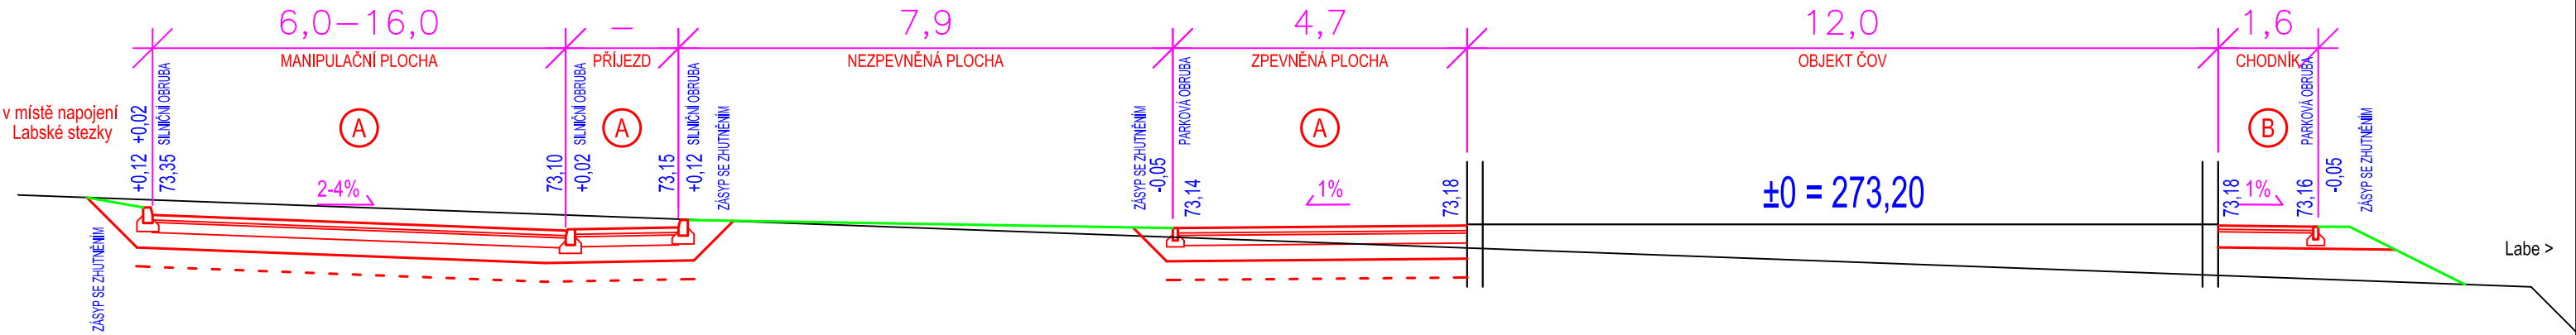 6,0–16,0
–
7,9
4,7
12,0
1,6
MANIPULAČNÍ PLOCHA
PŘÍJEZD
NEZPEVNĚNÁ PLOCHA
ZPEVNĚNÁ PLOCHA
OBJEKT ČOV
CHODNÍK
v místě napojení
Labské stezky
+0,12 +0,02
73,35 SILNIČNÍ OBRUBA
A
73,10
+0,02 SILNIČNÍ OBRUBA
A
73,15
+0,12 SILNIČNÍ OBRUBA
ZÁSYP SE ZHUTNĚNÍM
ZÁSYP SE ZHUTNĚNÍM
-0,05
73,14 PARKOVÁ OBRUBA
A
73,18
±0 = 273,20
73,18
B
73,16 PARKOVÁ OBRUBA
-0,05
ZÁSYP SE ZHUTNĚNÍM
2-4%
1%
1%
ZÁSYP SE ZHUTNĚNÍM
Labe >